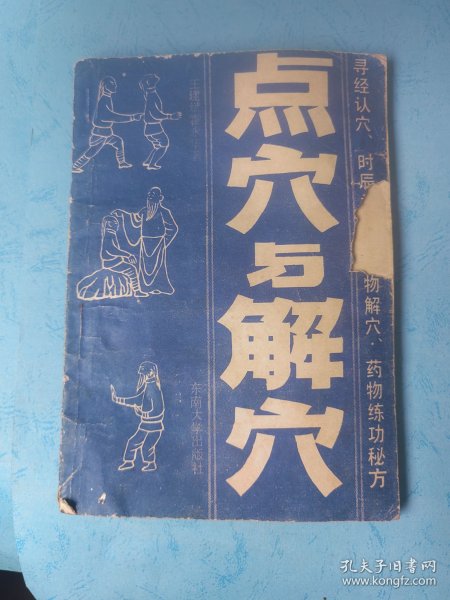 点穴与解穴
寻经认穴、时辰
物解穴、药物练功秘方
东南大学出版社
孔夫子旧书网
www.kongfz.com